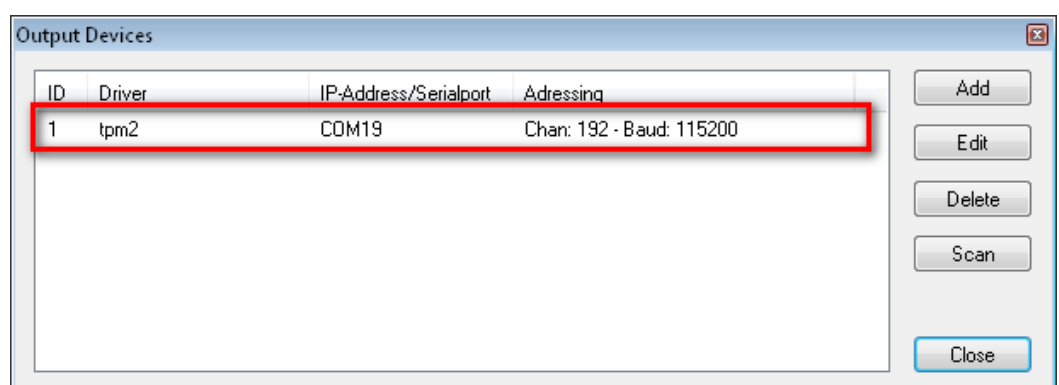 Output Devices
ID Driver IP-Address/Serialport Adressing
1 tpm2 COM19 Chan: 192 - Baud: 115200
Add
Edit
Delete
Scan
Close